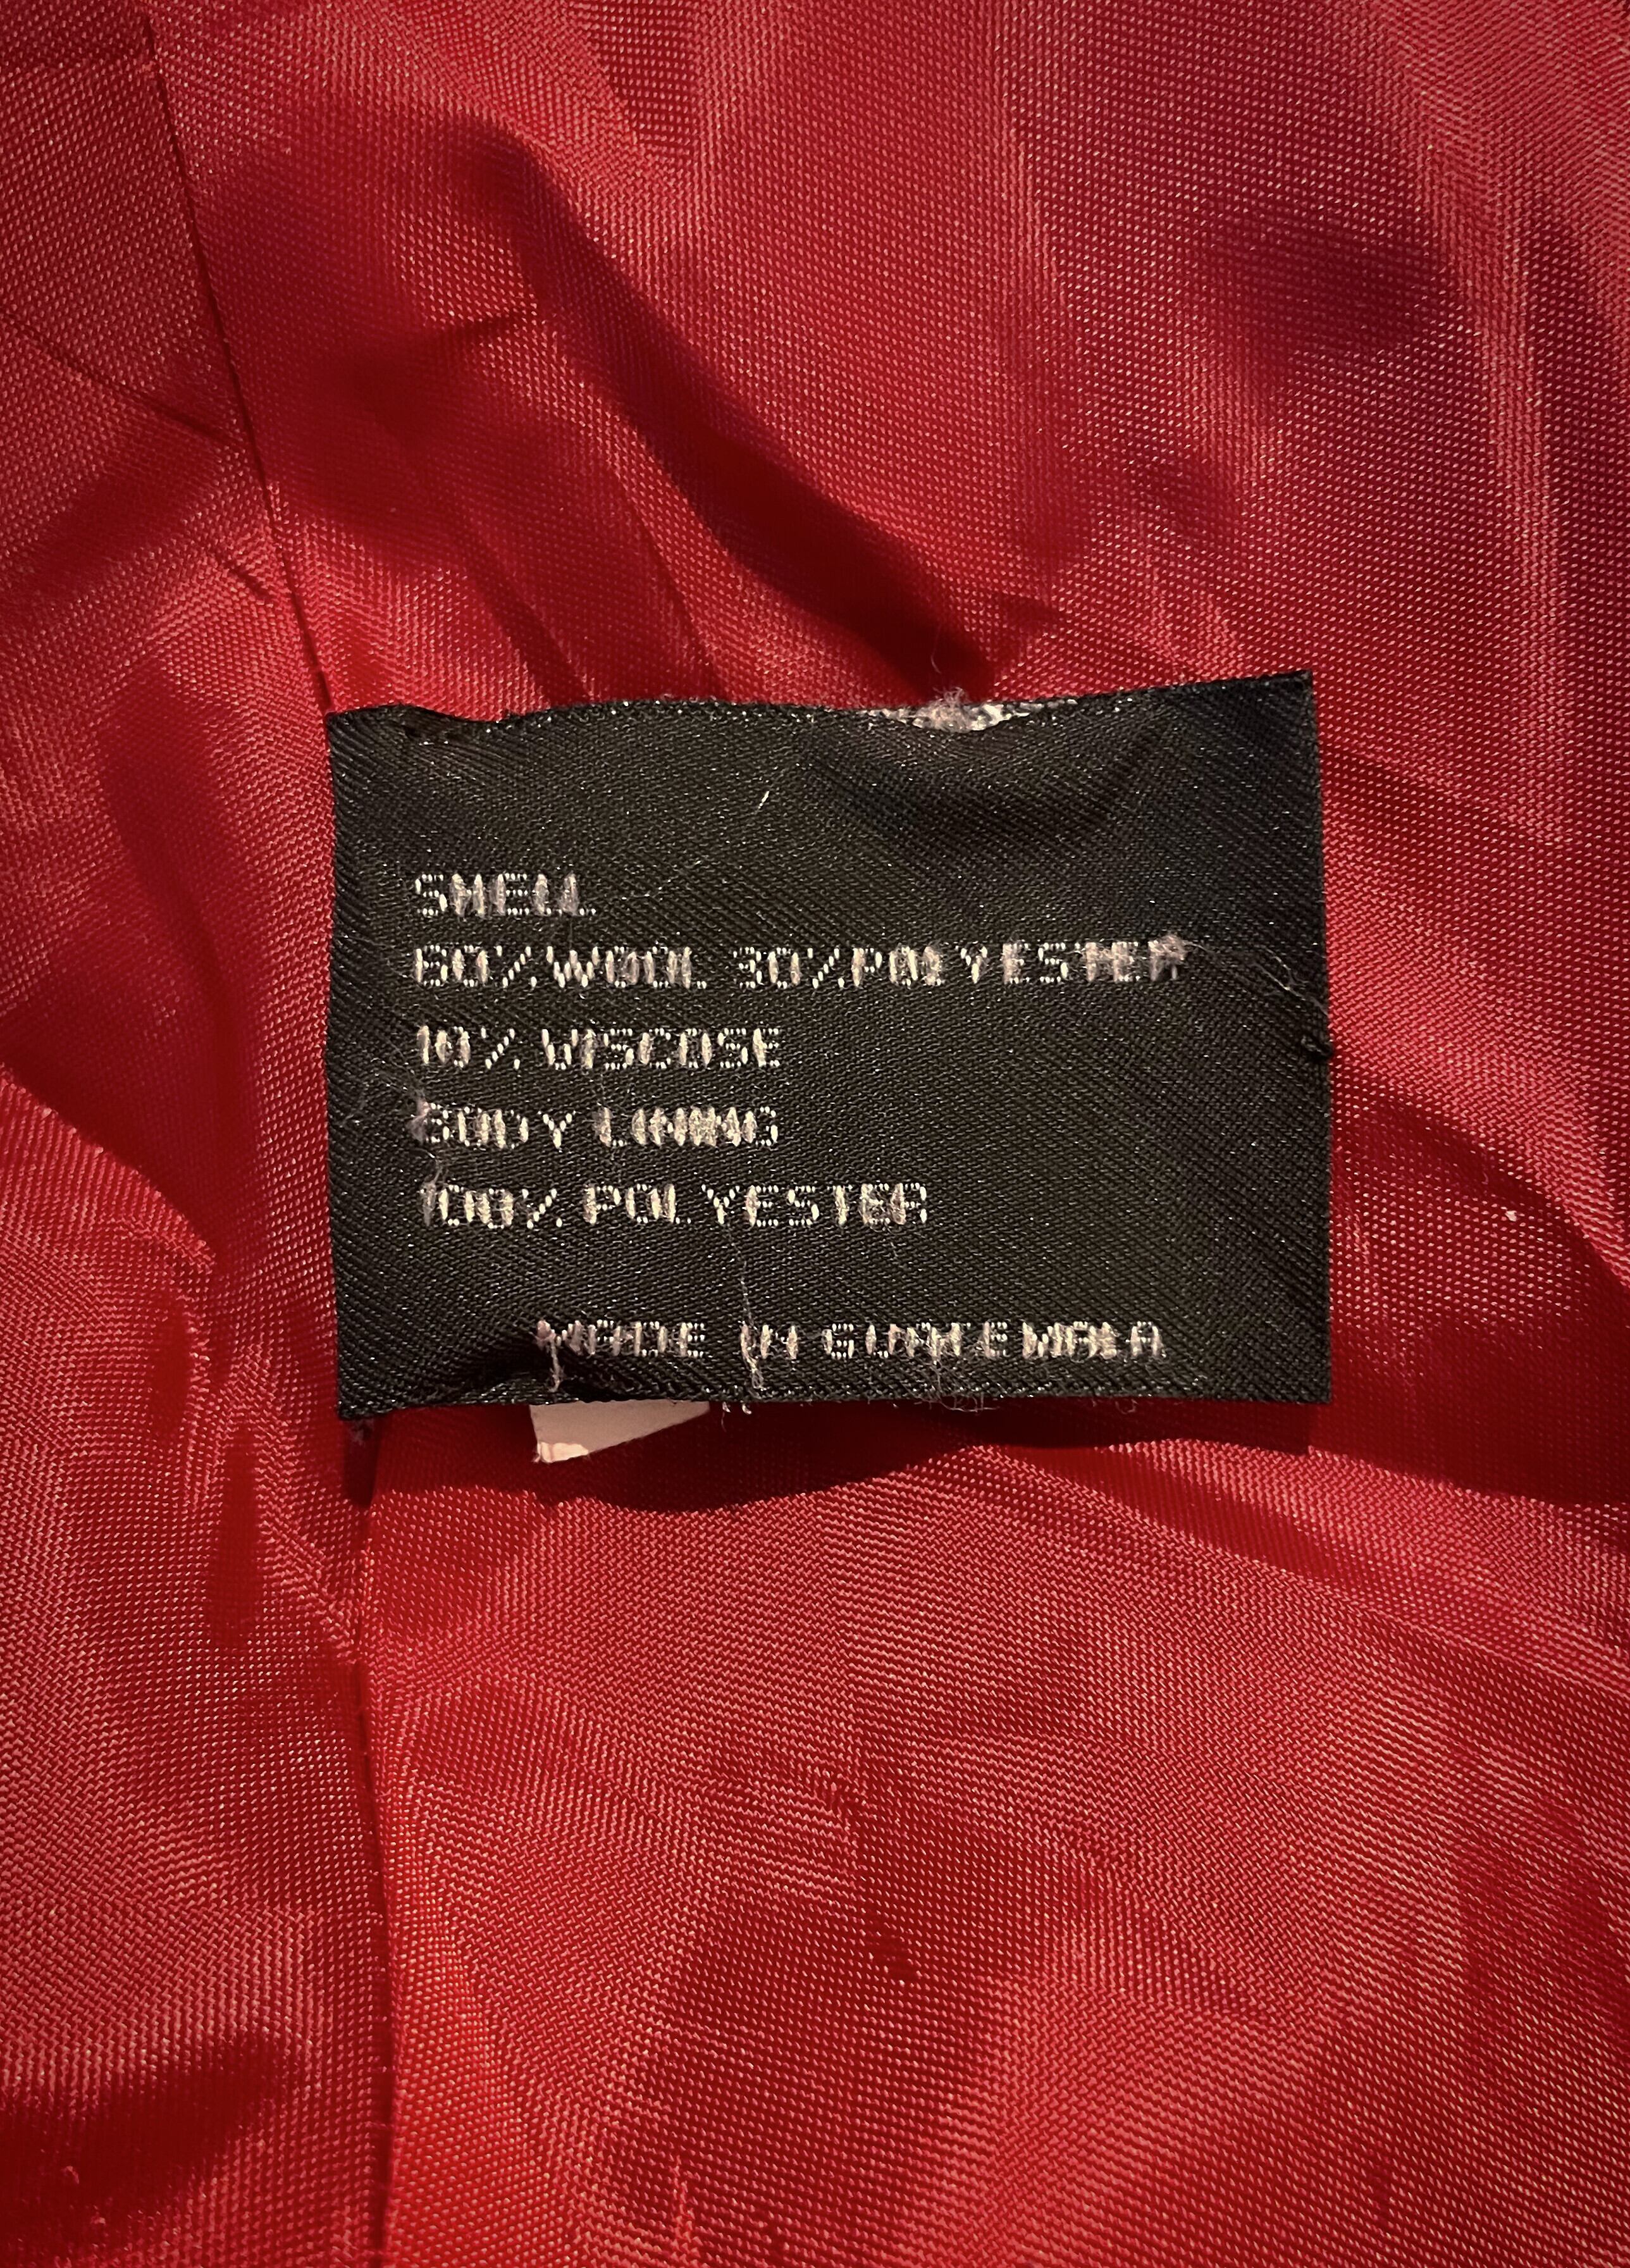 SHELL
60% WOOL 30% POLYESTER
10% VISCOSE
BODY LINING
100% POLYESTER
MADE IN GUATEMALA